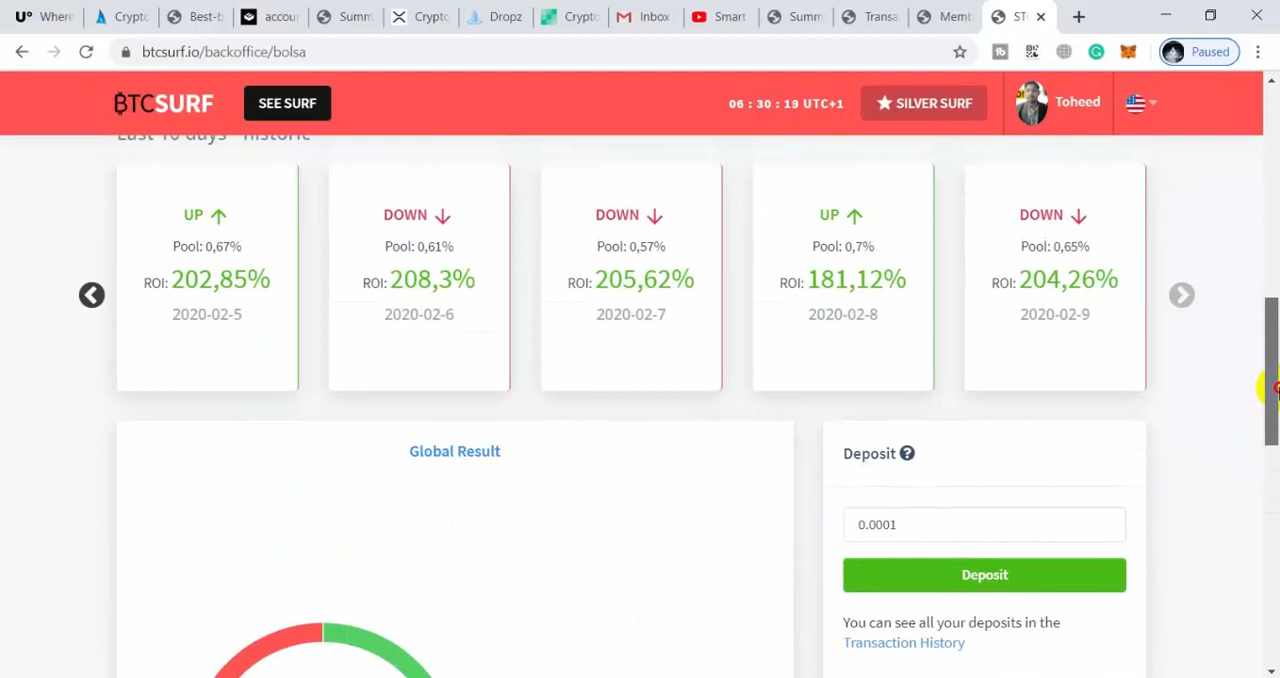 Where
Crypto
Best-b
accou
Summ
Crypto
Dropz
Crypto
Inbox
Smart
Summ
Transa
Memb
ST
btcsurf.io/backoffice/bolsa
Paused
BTCSURF
SEE SURF
06 : 30 : 19 UTC+1
SILVER SURF
Toheed
Last 10 days - historic
UP
Pool: 0,67%
ROI: 202,85%
2020-02-5
DOWN
Pool: 0,61%
ROI: 208,3%
2020-02-6
DOWN
Pool: 0,57%
ROI: 205,62%
2020-02-7
UP
Pool: 0,7%
ROI: 181,12%
2020-02-8
DOWN
Pool: 0,65%
ROI: 204,26%
2020-02-9
Global Result
Deposit
0.0001
Deposit
You can see all your deposits in the
Transaction History